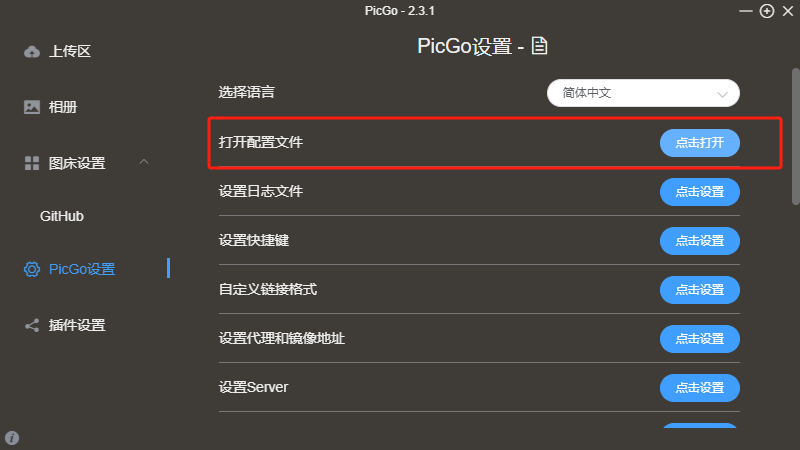 PicGo - 2.3.1
上传区
相册
图床设置
GitHub
PicGo设置
插件设置
PicGo设置 -
选择语言
简体中文
打开配置文件
点击打开
设置日志文件
点击设置
设置快捷键
点击设置
自定义链接格式
点击设置
设置代理和镜像地址
点击设置
设置Server
点击设置